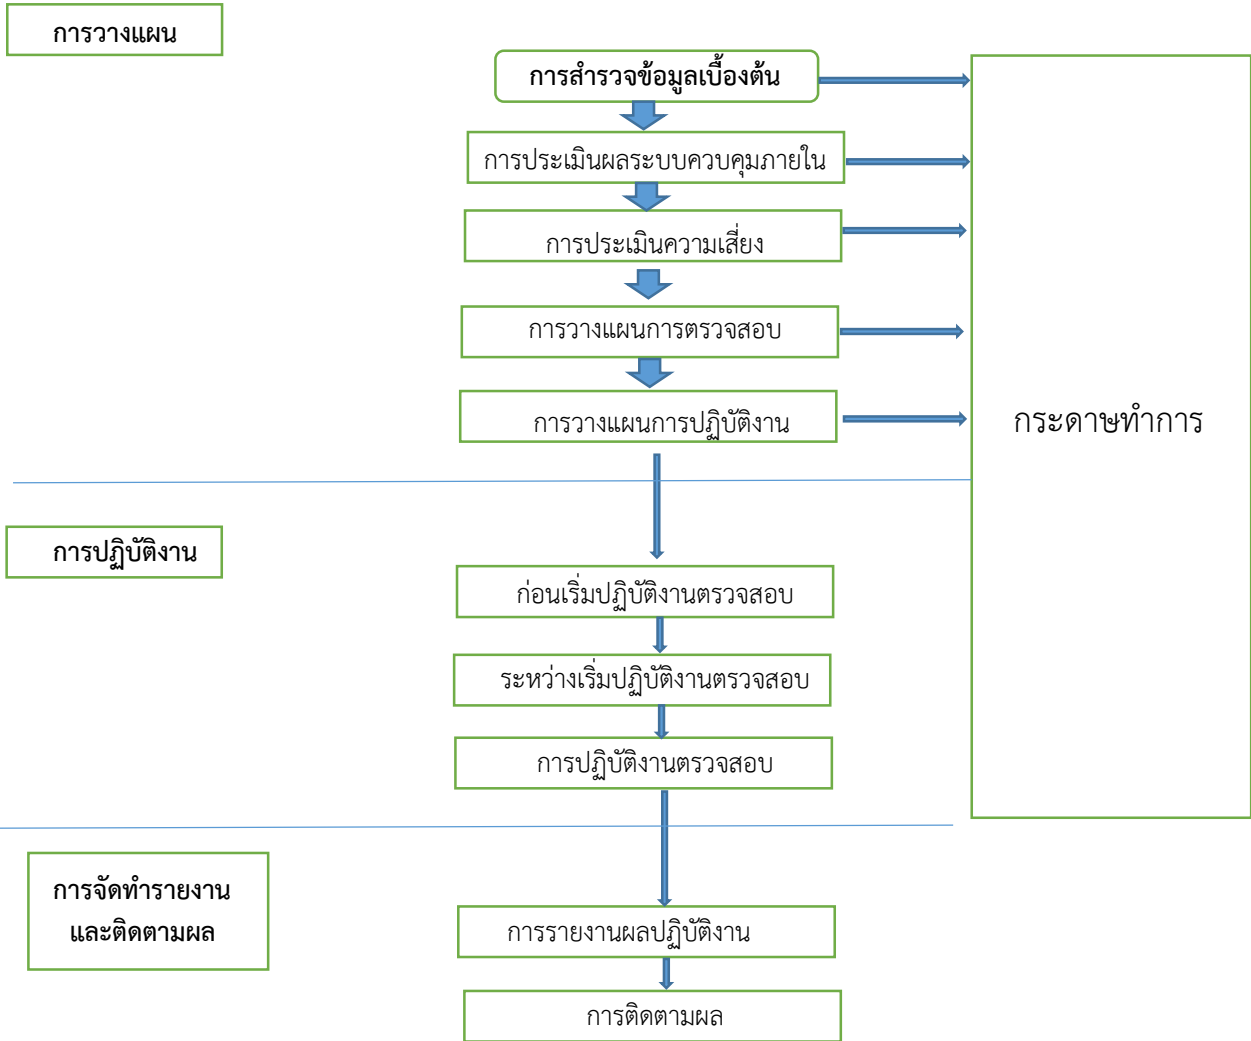 การวางแผน
การสำรวจข้อมูลเบื้องต้น
การประเมินผลระบบควบคุมภายใน
การประเมินความเสี่ยง
การวางแผนการตรวจสอบ
การวางแผนการปฏิบัติงาน
กระดาษทำการ
การปฏิบัติงาน
ก่อนเริ่มปฏิบัติงานตรวจสอบ
ระหว่างเริ่มปฏิบัติงานตรวจสอบ
การปฏิบัติงานตรวจสอบ
การจัดทำรายงาน
และติดตามผล
การรายงานผลปฏิบัติงาน
การติดตามผล